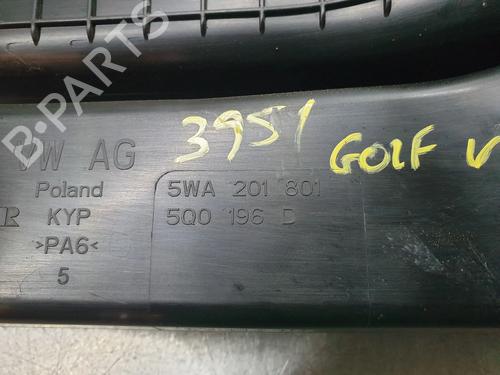 B-PARTS
3951
GOLF V
VW AG
Poland
KYP
>PA6<
5
5WA 201 801
5Q0 196 D